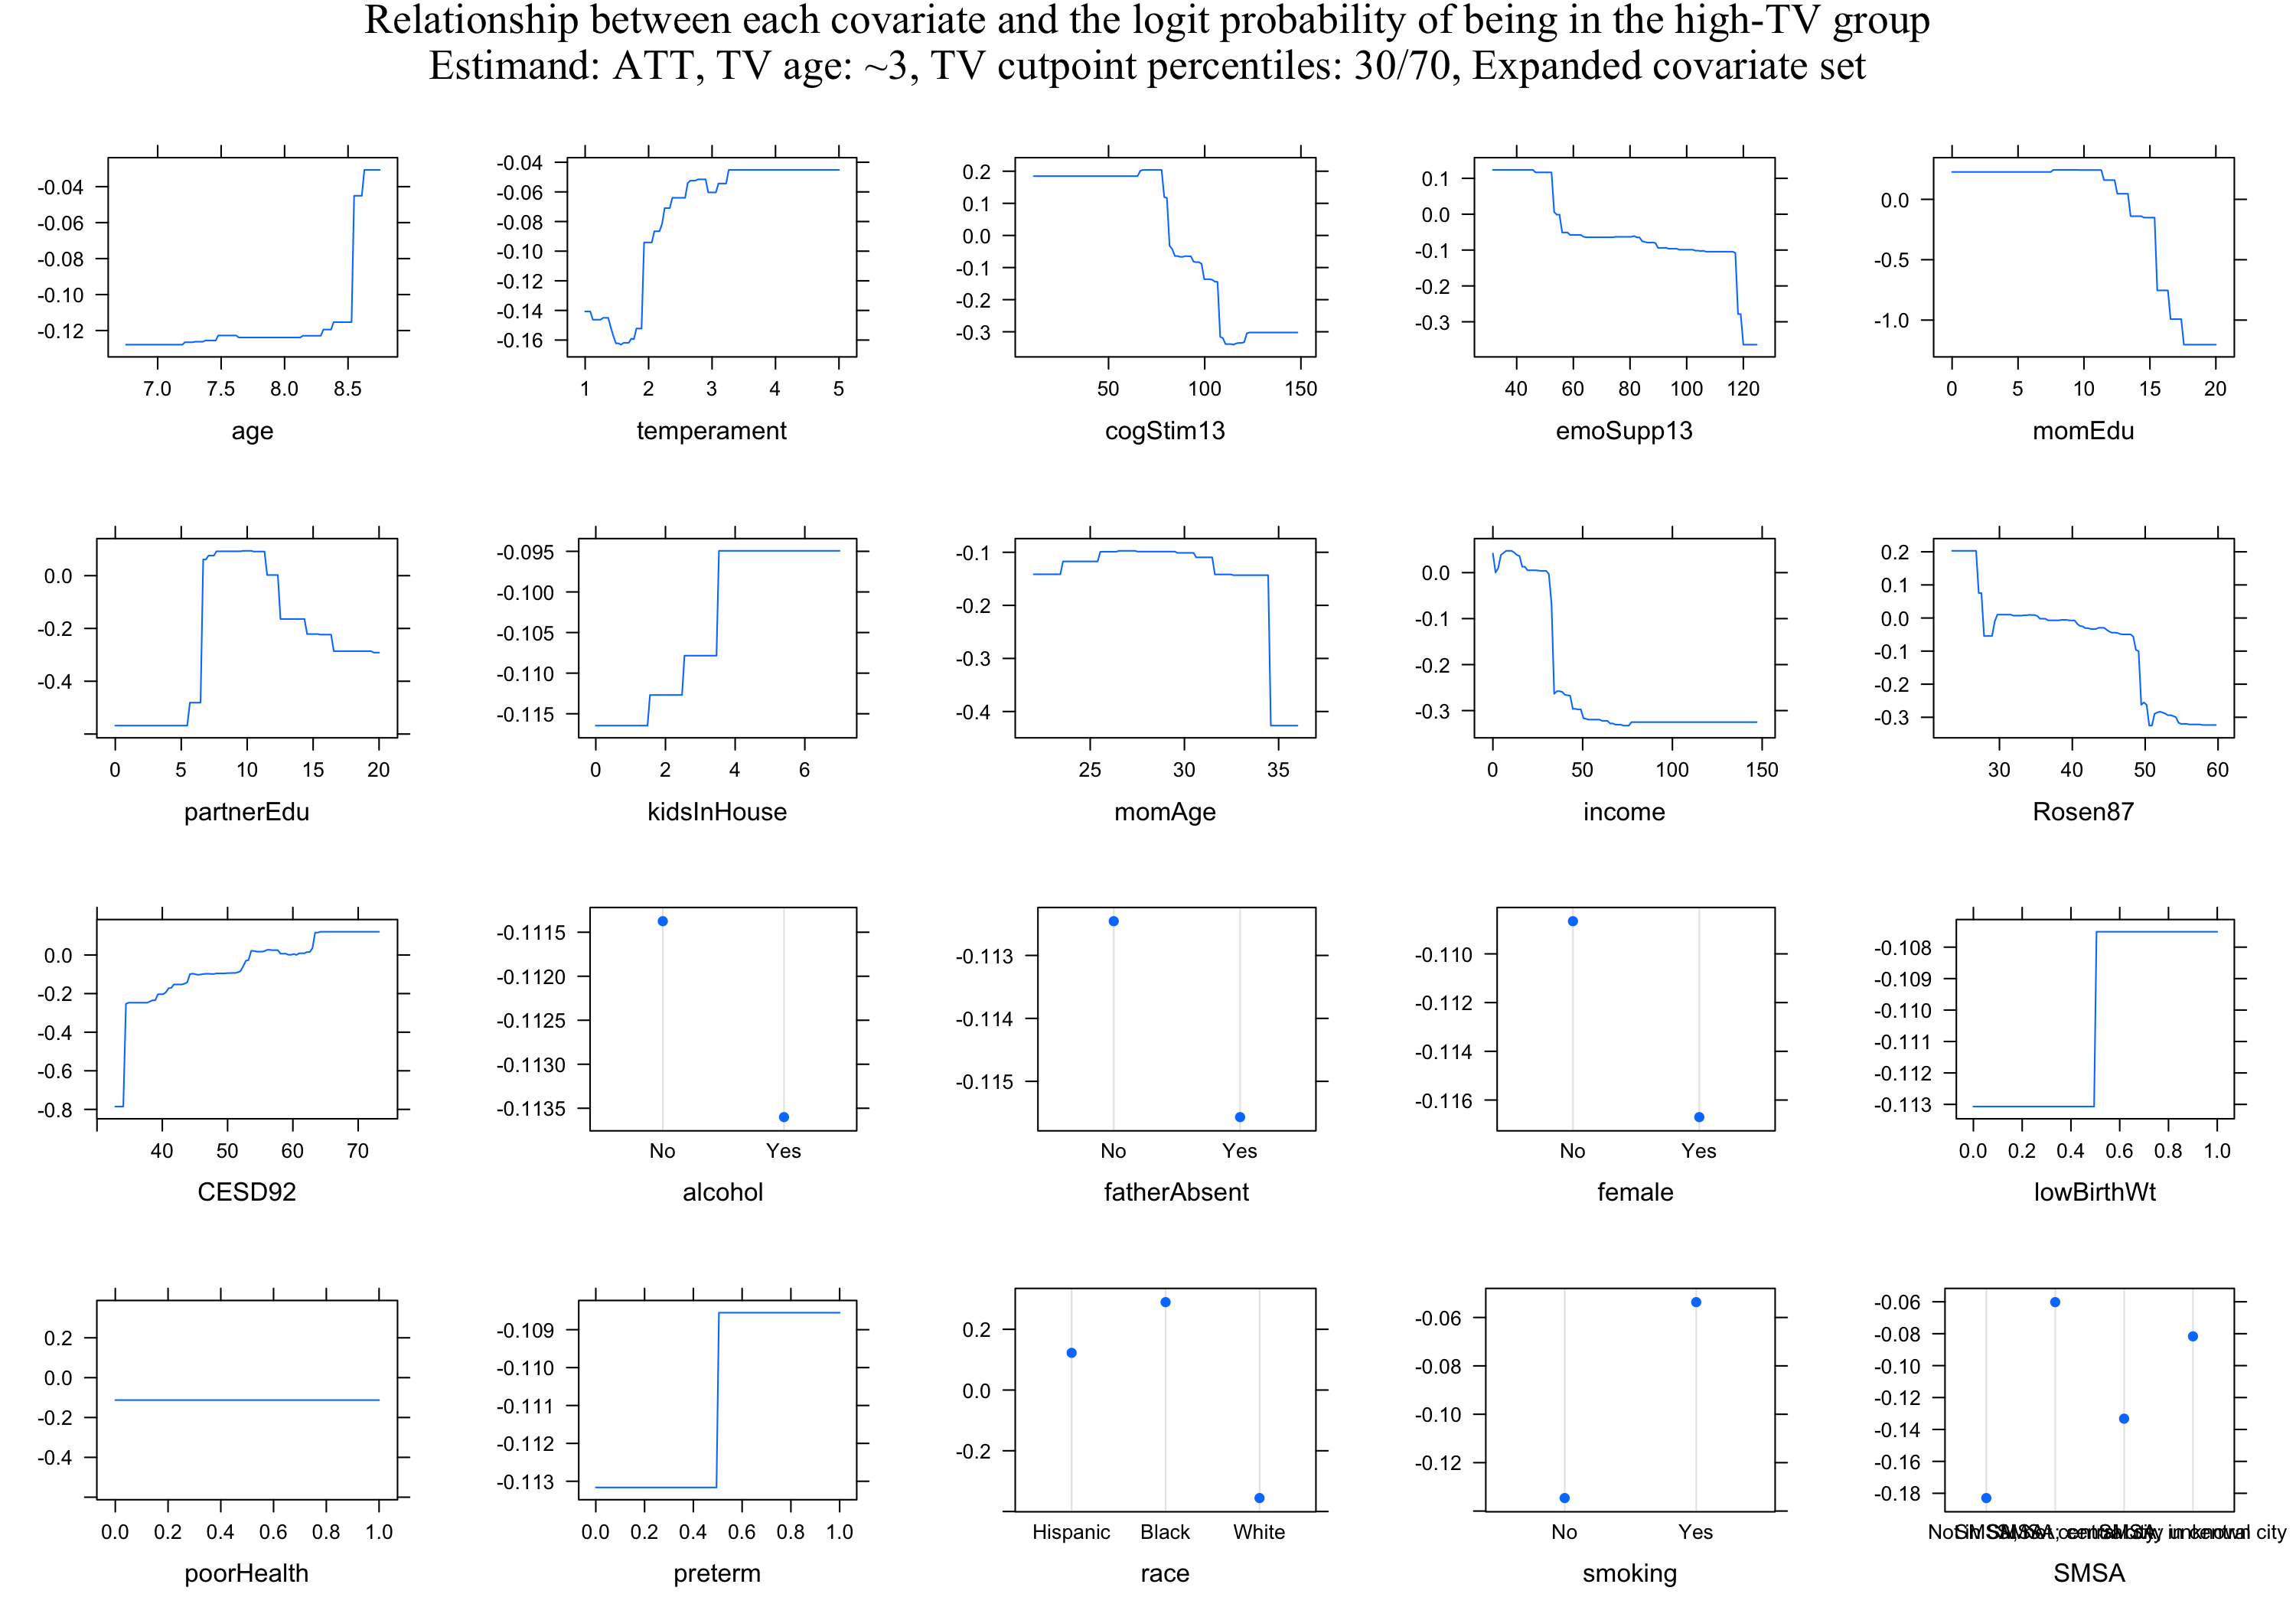 Relationship between each covariate and the logit probability of being in the high-TV group
Estimand: ATT, TV age: ~3, TV cutpoint percentiles: 30/70, Expanded covariate set
-0.04
-0.06
-0.08
-0.10
-0.12
7.0 7.5 8.0 8.5
age
-0.04
-0.06
-0.08
-0.10
-0.12
-0.14
-0.16
1 2 3 4 5
temperament
0.2
0.1
0.0
-0.1
-0.2
-0.3
50 100 150
cogStim13
0.1
0.0
-0.1
-0.2
-0.3
40 60 80 100 120
emoSupp13
0.0
-0.5
-1.0
0 5 10 15 20
momEdu
0.0
-0.2
-0.4
0 5 10 15 20
partnerEdu
-0.095
-0.100
-0.105
-0.110
-0.115
0 2 4 6
kidsInHouse
-0.1
-0.2
-0.3
-0.4
25 30 35
momAge
0.0
-0.1
-0.2
-0.3
0 50 100 150
income
0.2
0.1
0.0
-0.1
-0.2
-0.3
30 40 50 60
Rosen87
0.0
-0.2
-0.4
-0.6
-0.8
40 50 60 70
CESD92
-0.1115
-0.1120
-0.1125
-0.1130
-0.1135
No Yes
alcohol
-0.113
-0.114
-0.115
No Yes
fatherAbsent
-0.110
-0.112
-0.114
-0.116
No Yes
female
-0.108
-0.109
-0.110
-0.111
-0.112
-0.113
0.0 0.2 0.4 0.6 0.8 1.0
lowBirthWt
0.2
0.0
-0.2
-0.4
0.0 0.2 0.4 0.6 0.8 1.0
poorHealth
-0.109
-0.110
-0.111
-0.112
-0.113
0.0 0.2 0.4 0.6 0.8 1.0
preterm
0.2
0.0
-0.2
Hispanic Black White
race
-0.06
-0.08
-0.10
-0.12
No Yes
smoking
-0.06
-0.08
-0.10
-0.12
-0.14
-0.16
-0.18
city
SMSA